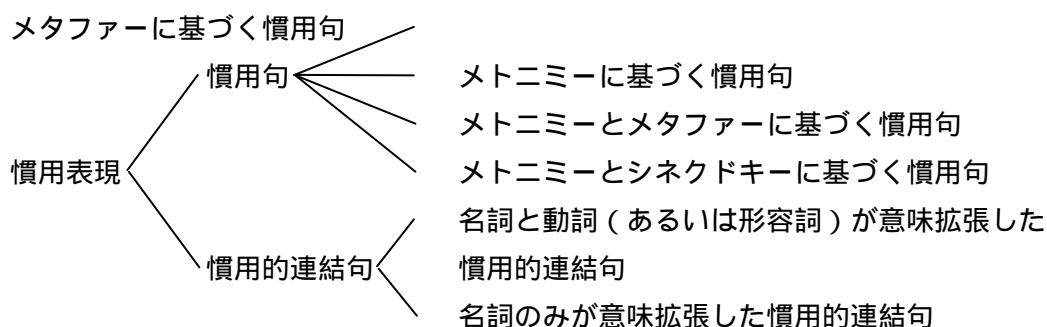 メタファーに基づく慣用句
慣用句
メトニミーに基づく慣用句
メトニミーとメタファーに基づく慣用句
慣用表現
メトニミーとシネクドキーに基づく慣用句
名詞と動詞(あるいは形容詞)が意味拡張した
慣用的連結句
慣用的連結句
名詞のみが意味拡張した慣用的連結句